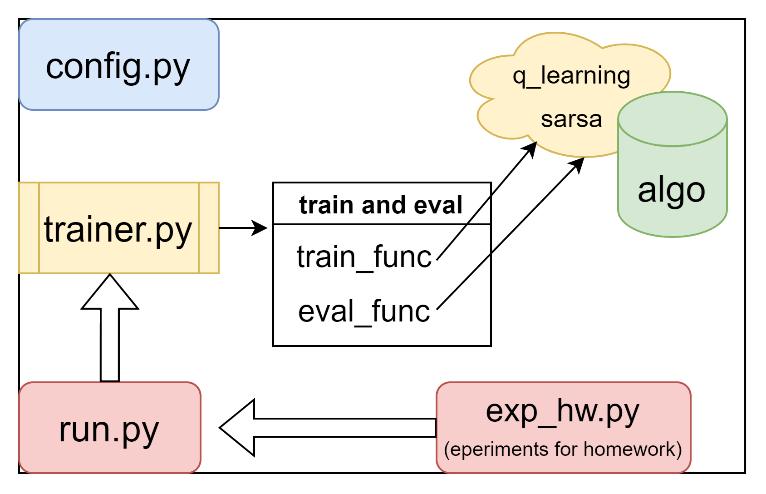 config.py
q_learning
sarsa
algo
trainer.py
train and eval
train_func
eval_func
run.py
exp_hw.py
(eperiments for homework)